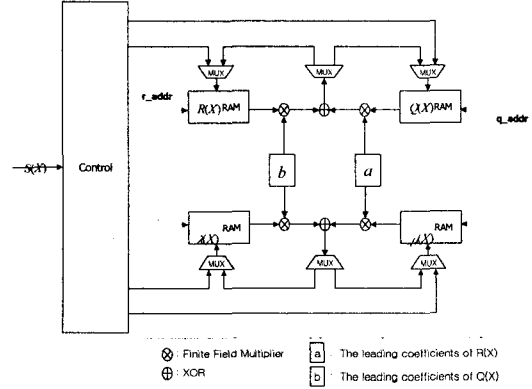 MUX
MUX
MUX
r_addr
R(X) RAM
Q(X) RAM
q_addr
S(X)
Control
b
a
RAM
λ(X)
RAM
μ(X)
MUX
MUX
MUX
⊗ : Finite Field Multiplier
a : The leading coefficients of R(X)
⊕ : XOR
b : The leading coefficients of Q(X)